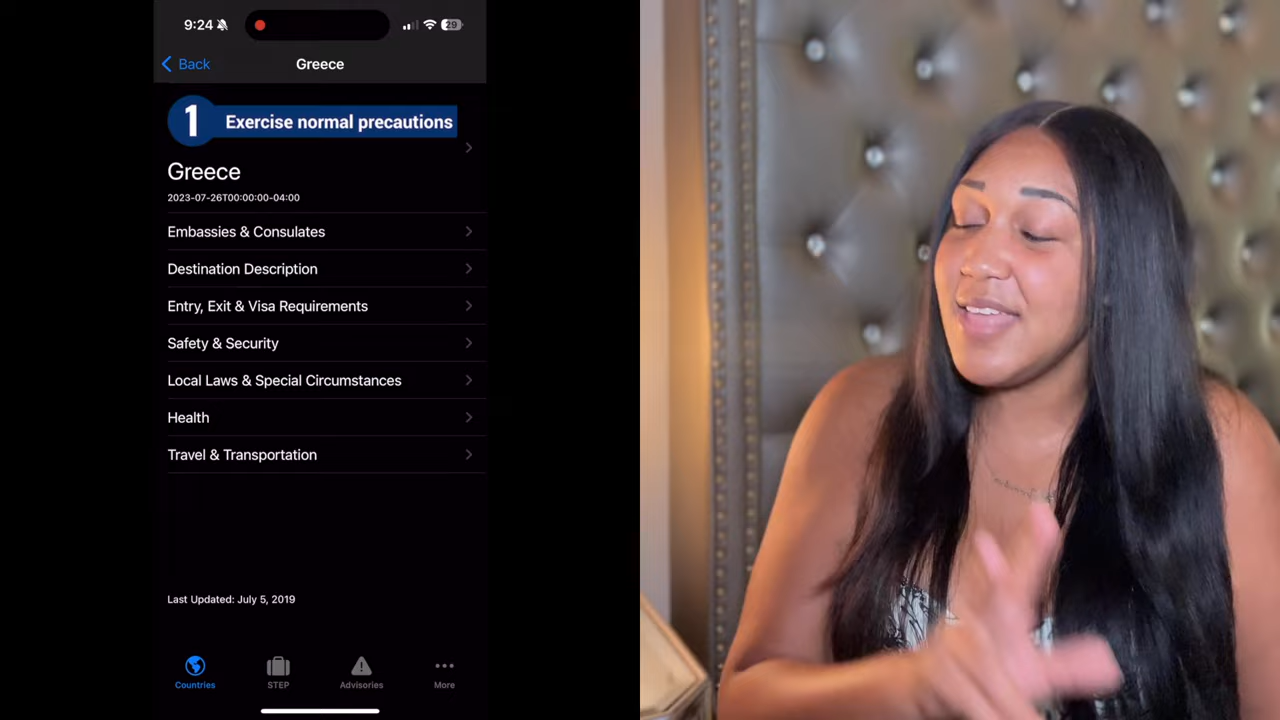 9:24
29
Back
Greece
1 Exercise normal precautions
Greece
2023-07-26T00:00:00-04:00
Embassies & Consulates
Destination Description
Entry, Exit & Visa Requirements
Safety & Security
Local Laws & Special Circumstances
Health
Travel & Transportation
Last Updated: July 5, 2019
Countries
STEP
Advisories
More